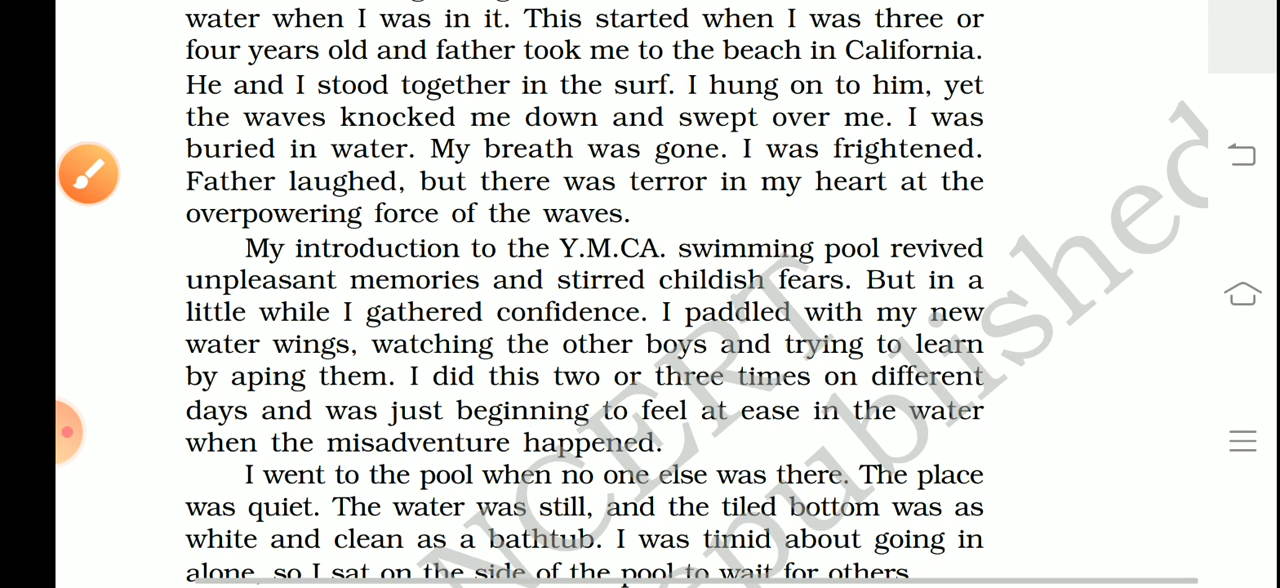 water when I was in it. This started when I was three or
four years old and father took me to the beach in California.
He and I stood together in the surf. I hung on to him, yet
the waves knocked me down and swept over me. I was
buried in water. My breath was gone. I was frightened.
Father laughed, but there was terror in my heart at the
overpowering force of the waves.
My introduction to the Y.M.CA. swimming pool revived
unpleasant memories and stirred childish fears. But in a
little while I gathered confidence. I paddled with my new
water wings, watching the other boys and trying to learn
by aping them. I did this two or three times on different
days and was just beginning to feel at ease in the water
when the misadventure happened.
I went to the pool when no one else was there. The place
was quiet. The water was still, and the tiled bottom was as
white and clean as a bathtub. I was timid about going in
alone, so I sat on the side of the pool to wait for others.
NCERT
republished